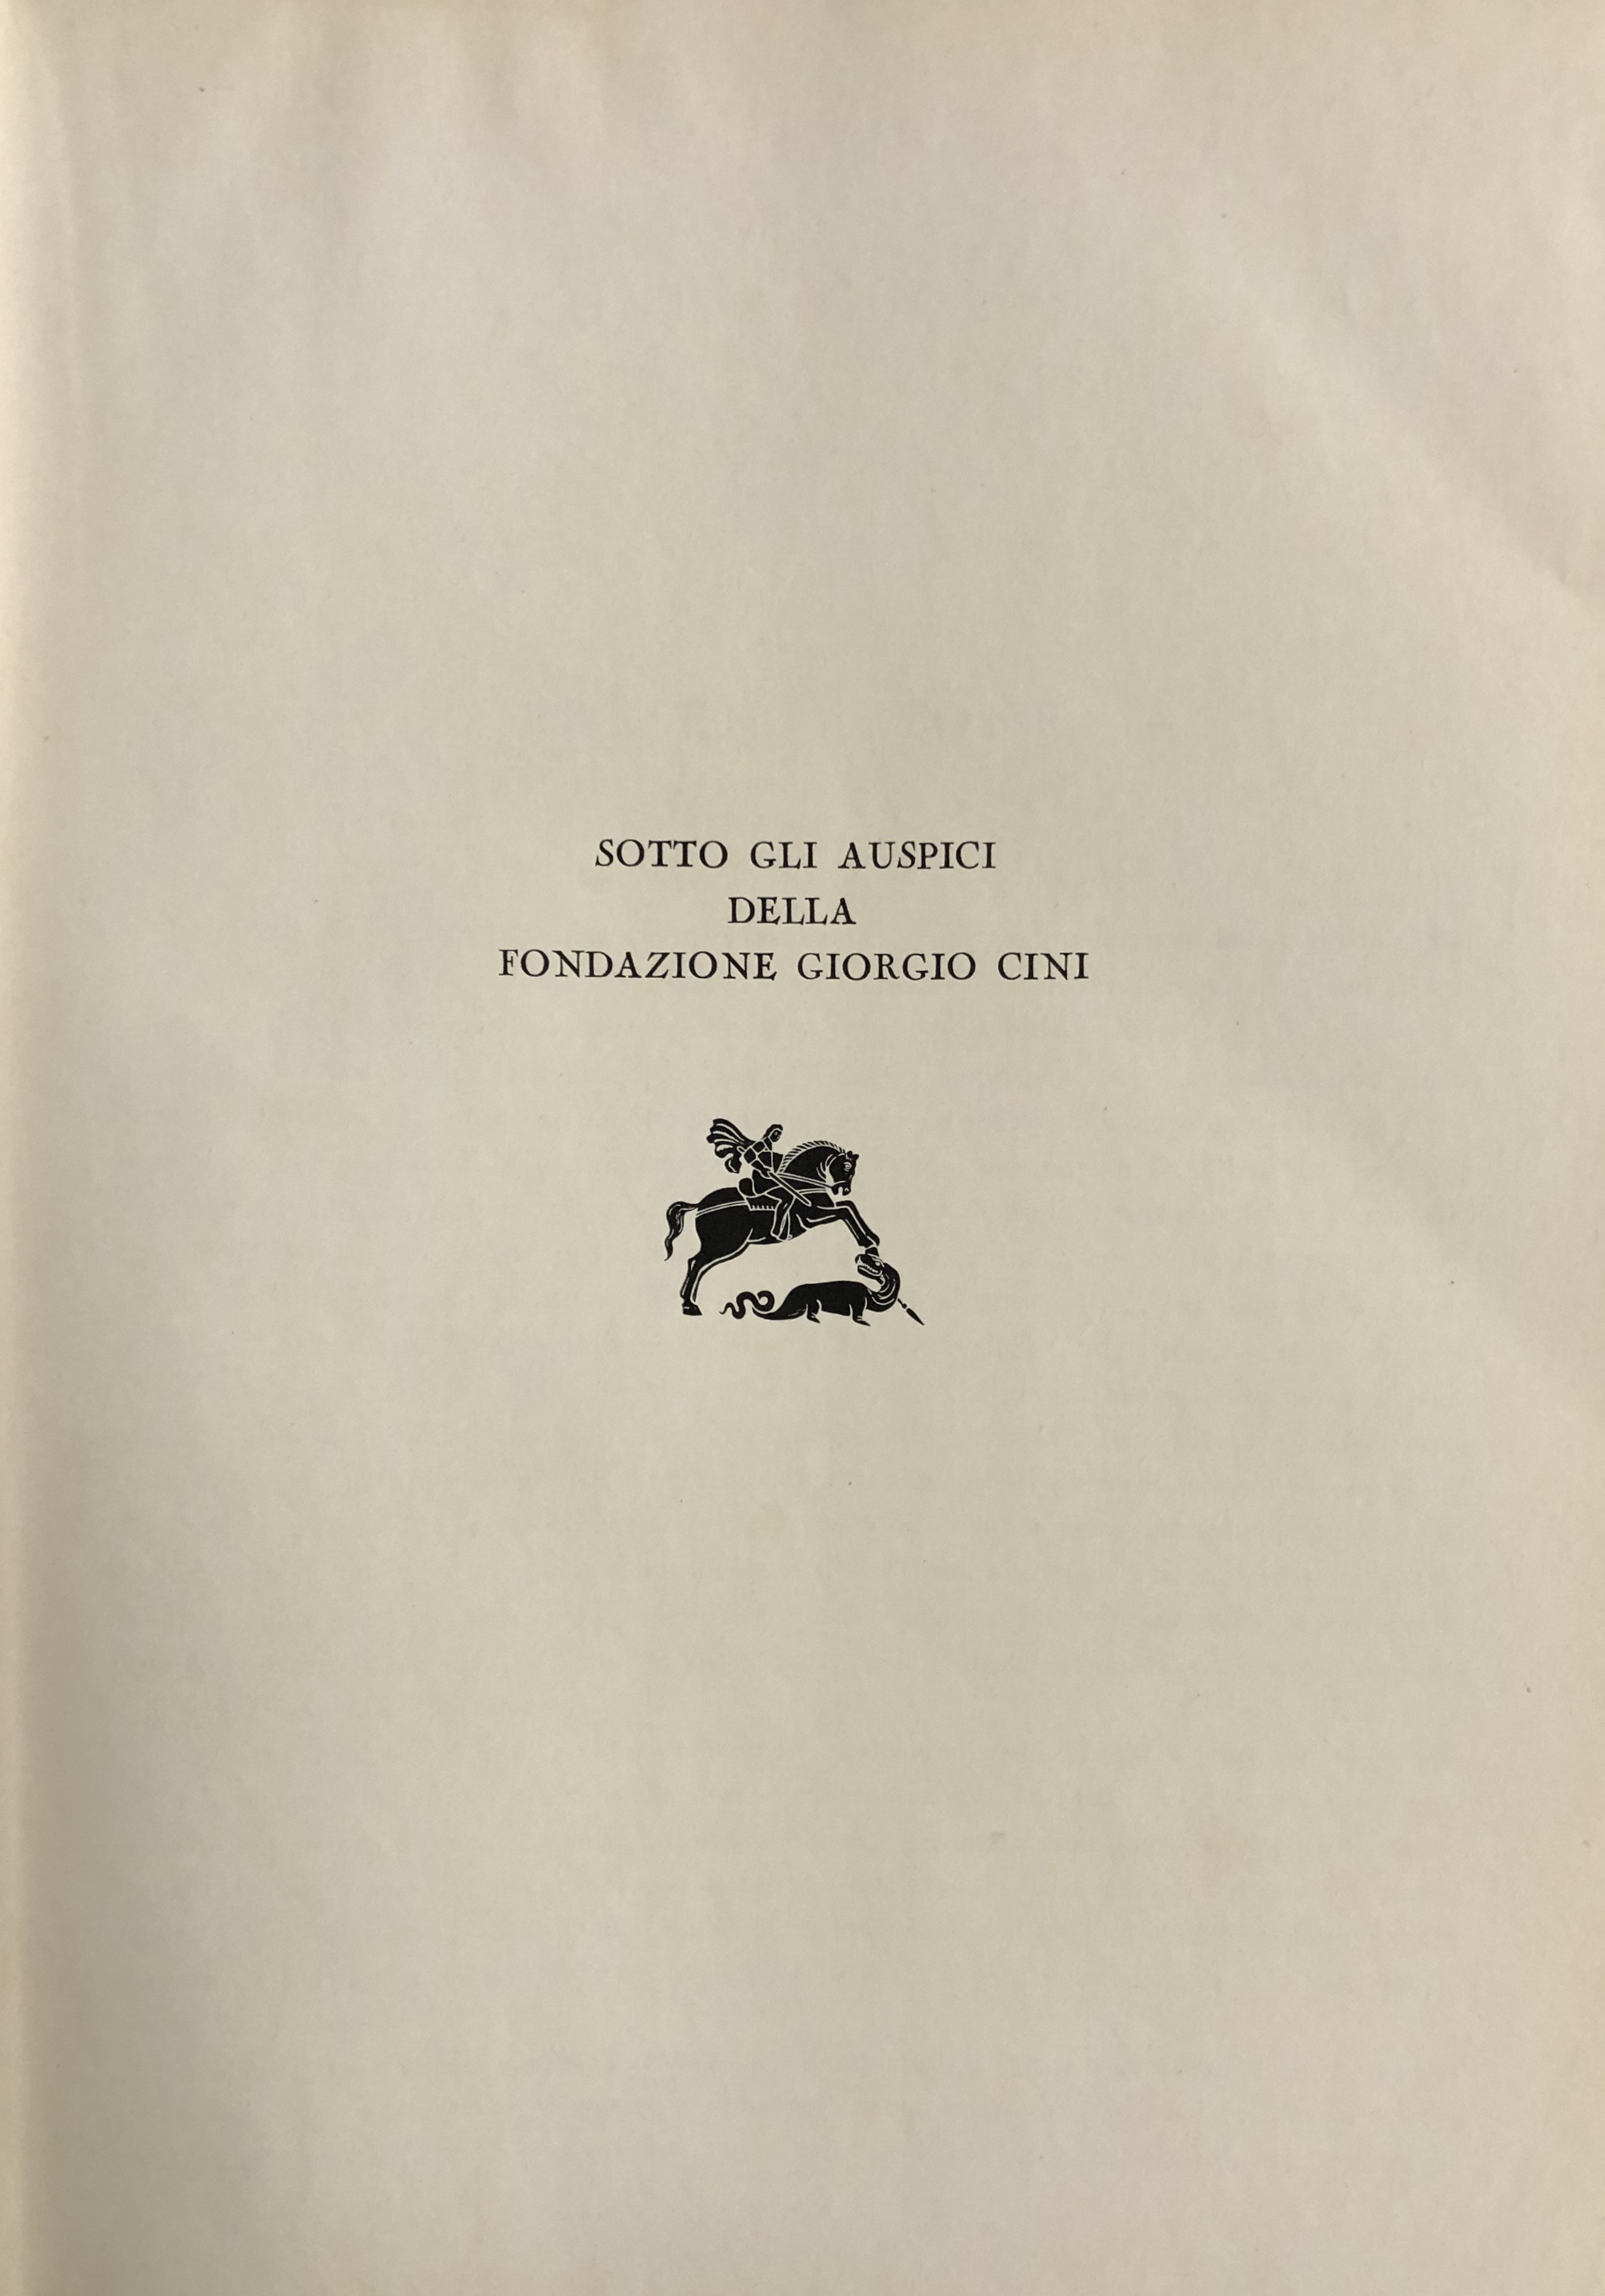 SOTTO GLI AUSPICI
DELLA
FONDAZIONE GIORGIO CINI